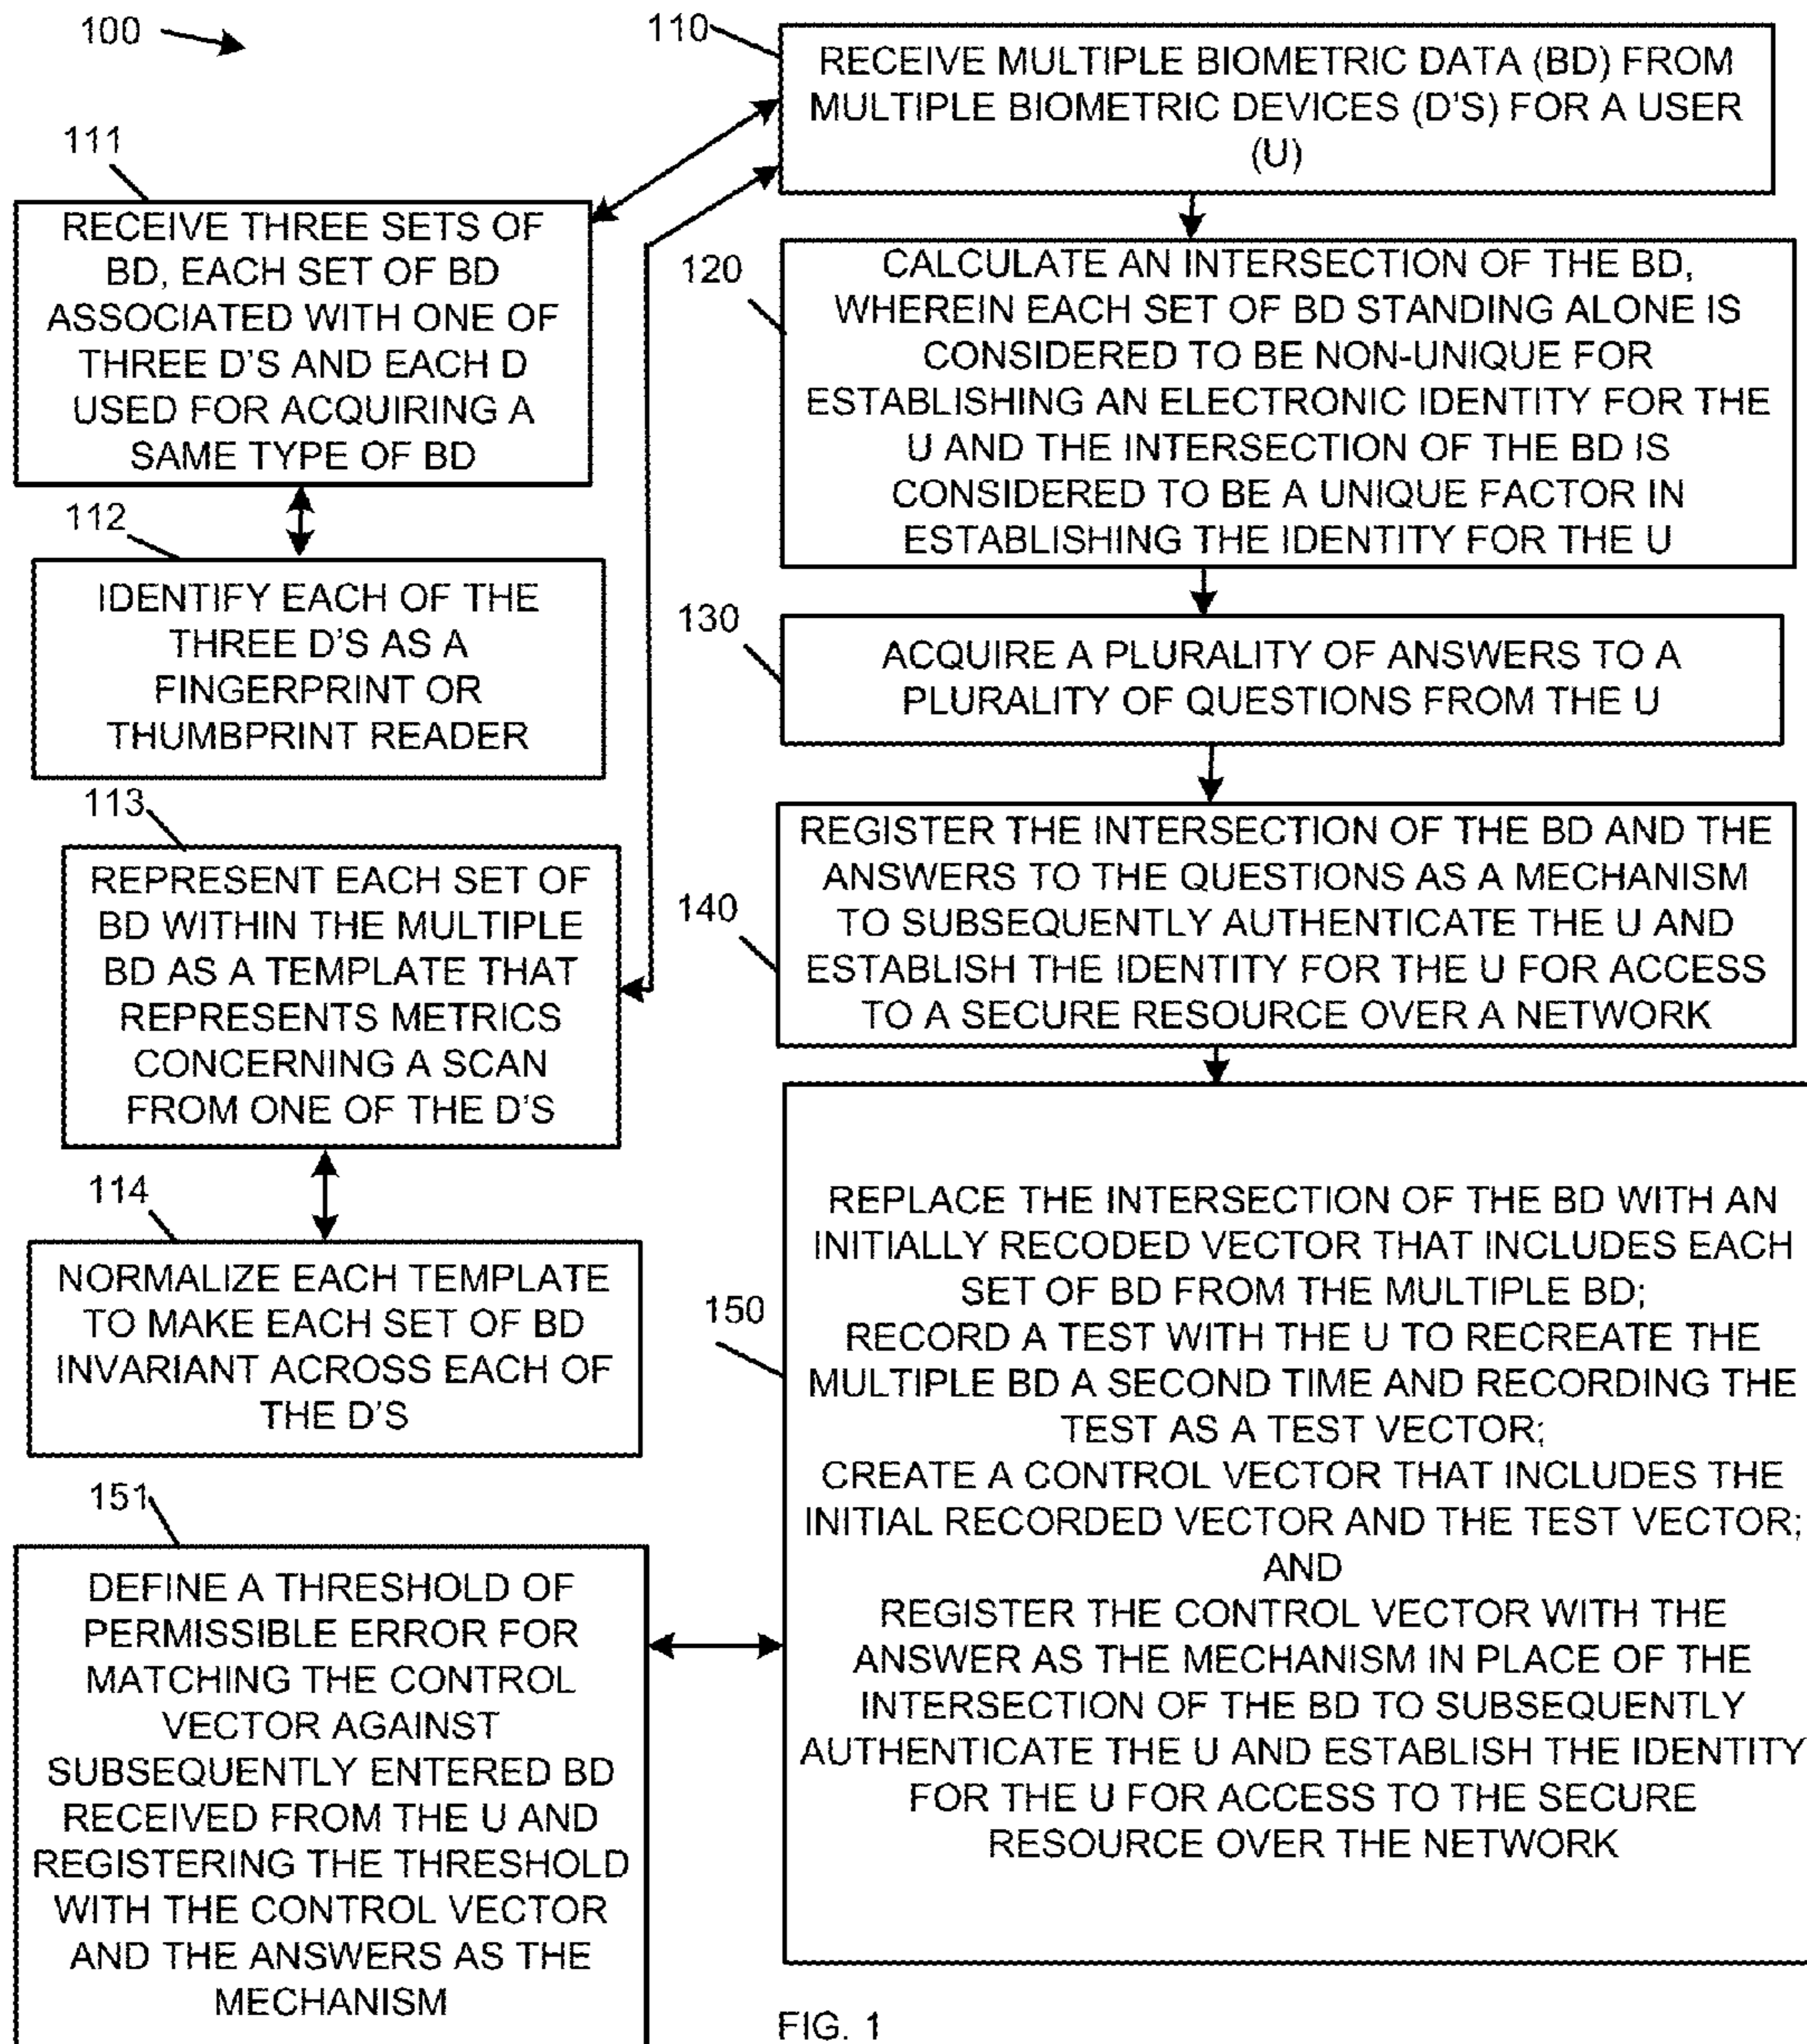 100
110
RECEIVE MULTIPLE BIOMETRIC DATA (BD) FROM
MULTIPLE BIOMETRIC DEVICES (D'S) FOR A USER
(U)
111
RECEIVE THREE SETS OF
BD, EACH SET OF BD
ASSOCIATED WITH ONE OF
THREE D'S AND EACH D
USED FOR ACQUIRING A
SAME TYPE OF BD
120
CALCULATE AN INTERSECTION OF THE BD,
WHEREIN EACH SET OF BD STANDING ALONE IS
CONSIDERED TO BE NON-UNIQUE FOR
ESTABLISHING AN ELECTRONIC IDENTITY FOR THE
U AND THE INTERSECTION OF THE BD IS
CONSIDERED TO BE A UNIQUE FACTOR IN
ESTABLISHING THE IDENTITY FOR THE U
112
IDENTIFY EACH OF THE
THREE D'S AS A
FINGERPRINT OR
THUMBPRINT READER
130
ACQUIRE A PLURALITY OF ANSWERS TO A
PLURALITY OF QUESTIONS FROM THE U
113
REPRESENT EACH SET OF
BD WITHIN THE MULTIPLE
BD AS A TEMPLATE THAT
REPRESENTS METRICS
CONCERNING A SCAN
FROM ONE OF THE D'S
140
REGISTER THE INTERSECTION OF THE BD AND THE
ANSWERS TO THE QUESTIONS AS A MECHANISM
TO SUBSEQUENTLY AUTHENTICATE THE U AND
ESTABLISH THE IDENTITY FOR THE U FOR ACCESS
TO A SECURE RESOURCE OVER A NETWORK
114
NORMALIZE EACH TEMPLATE
TO MAKE EACH SET OF BD
INVARIANT ACROSS EACH OF
THE D'S
150
REPLACE THE INTERSECTION OF THE BD WITH AN
INITIALLY RECODED VECTOR THAT INCLUDES EACH
SET OF BD FROM THE MULTIPLE BD;
RECORD A TEST WITH THE U TO RECREATE THE
MULTIPLE BD A SECOND TIME AND RECORDING THE
TEST AS A TEST VECTOR;
CREATE A CONTROL VECTOR THAT INCLUDES THE
INITIAL RECORDED VECTOR AND THE TEST VECTOR;
AND
REGISTER THE CONTROL VECTOR WITH THE
ANSWER AS THE MECHANISM IN PLACE OF THE
INTERSECTION OF THE BD TO SUBSEQUENTLY
AUTHENTICATE THE U AND ESTABLISH THE IDENTITY
FOR THE U FOR ACCESS TO THE SECURE
RESOURCE OVER THE NETWORK
151
DEFINE A THRESHOLD OF
PERMISSIBLE ERROR FOR
MATCHING THE CONTROL
VECTOR AGAINST
SUBSEQUENTLY ENTERED BD
RECEIVED FROM THE U AND
REGISTERING THE THRESHOLD
WITH THE CONTROL VECTOR
AND THE ANSWERS AS THE
MECHANISM
FIG. 1